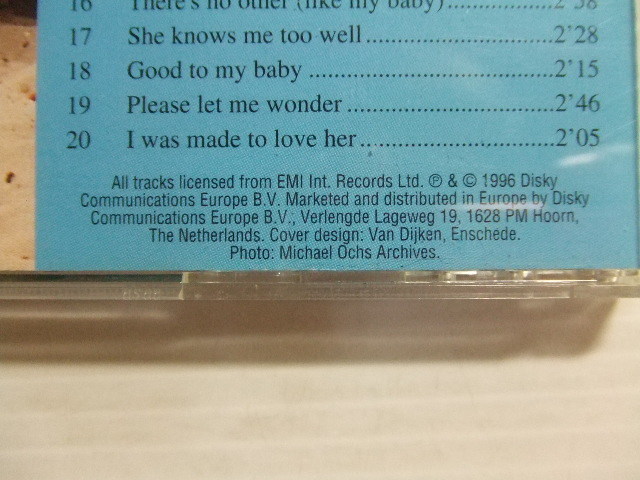 16 There's no other (like my baby)....................2'58
17 She knows me too well..............................2'28
18 Good to my baby ......................................2'15
19 Please let me wonder .................................2'46
20 I was made to love her...............................2'05
All tracks licensed from EMI Int. Records Ltd. ℗ & © 1996 Disky
Communications Europe B.V. Marketed and distributed in Europe by Disky
Communications Europe B.V., Verlengde Lageweg 19, 1628 PM Hoorn,
The Netherlands. Cover design: Van Dijken, Enschede.
Photo: Michael Ochs Archives.